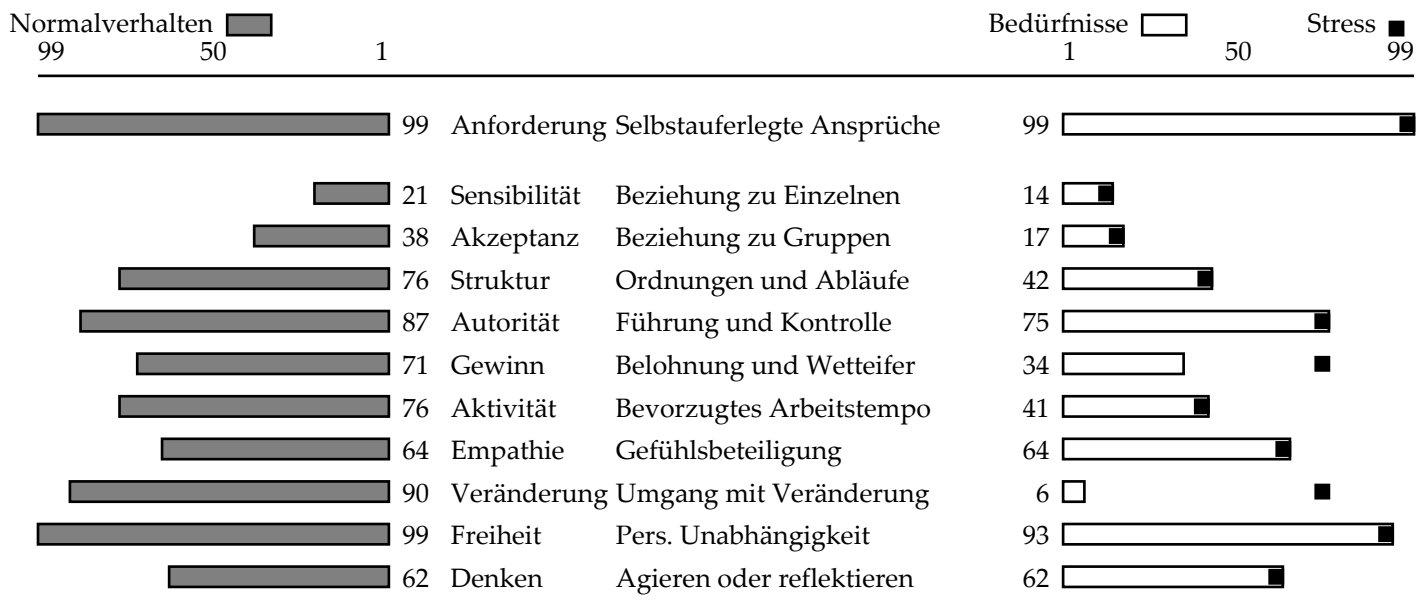 Normalverhalten Bedürfnisse Stress
99 50 1 1 50 99
99 Anforderung Selbstauferlegte Ansprüche 99
21 Sensibilität Beziehung zu Einzelnen 14
38 Akzeptanz Beziehung zu Gruppen 17
76 Struktur Ordnungen und Abläufe 42
87 Autorität Führung und Kontrolle 75
71 Gewinn Belohnung und Wetteifer 34
76 Aktivität Bevorzugtes Arbeitstempo 41
64 Empathie Gefühlsbeteiligung 64
90 Veränderung Umgang mit Veränderung 6
99 Freiheit Pers. Unabhängigkeit 93
62 Denken Agieren oder reflektieren 62